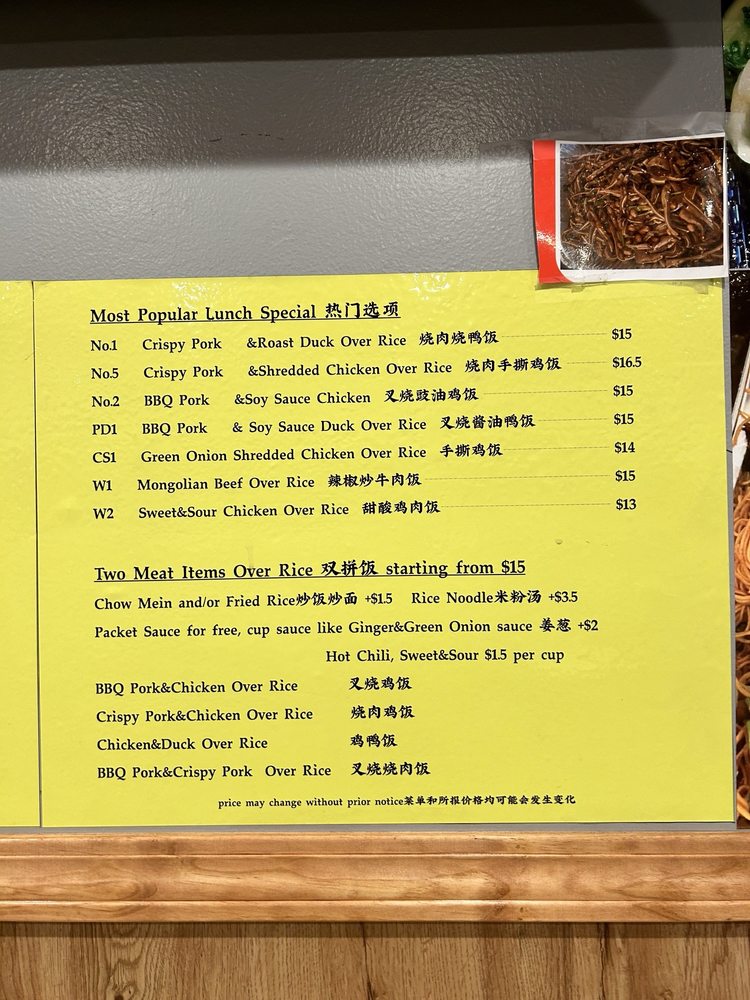 Most Popular Lunch Special 热门选项
No.1 Crispy Pork &Roast Duck Over Rice 烧肉烧鸭饭 $15
No.5 Crispy Pork &Shredded Chicken Over Rice 烧肉手撕鸡饭 $16.5
No.2 BBQ Pork &Soy Sauce Chicken 叉烧豉油鸡饭 $15
PD1 BBQ Pork & Soy Sauce Duck Over Rice 叉烧酱油鸭饭 $15
CS1 Green Onion Shredded Chicken Over Rice 手撕鸡饭 $14
W1 Mongolian Beef Over Rice 辣椒炒牛肉饭 $15
W2 Sweet&Sour Chicken Over Rice 甜酸鸡肉饭 $13
Two Meat Items Over Rice 双拼饭 starting from $15
Chow Mein and/or Fried Rice炒饭炒面 +$1.5 Rice Noodle米粉汤 +$3.5
Packet Sauce for free, cup sauce like Ginger&Green Onion sauce 姜葱 +$2
Hot Chili, Sweet&Sour $1.5 per cup
BBQ Pork&Chicken Over Rice 叉烧鸡饭
Crispy Pork&Chicken Over Rice 烧肉鸡饭
Chicken&Duck Over Rice 鸡鸭饭
BBQ Pork&Crispy Pork Over Rice 叉烧烧肉饭
price may change without prior notice菜单和所报价格均可能会发生变化